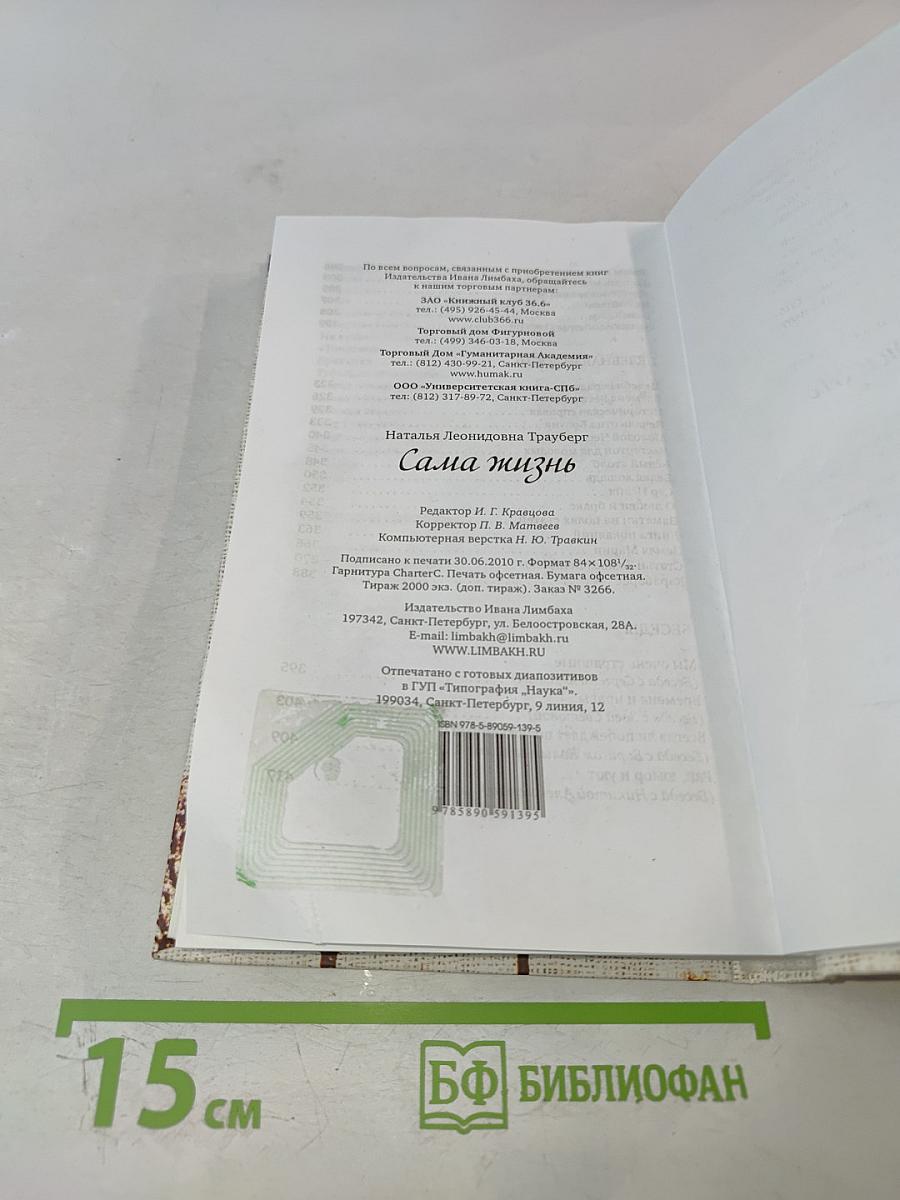 По всем вопросам, связанным с приобретением книг
Издательства Ивана Лимбаха, обращайтесь
к нашим торговым партнерам:
ЗАО «Книжный клуб 36.6»
тел.: (495) 926-45-44, Москва
www.club366.ru
Торговый дом Фигурновой
тел.: (499) 346-03-18, Москва
Торговый Дом «Гуманитарная Академия»
тел.: (812) 430-99-21, Санкт-Петербург
www.humak.ru
ООО «Университетская книга-СПб»
тел: (812) 317-89-72, Санкт-Петербург
Наталья Леонидовна Трауберг
Сама жизнь
Редактор И. Г. Кравцова
Корректор П. В. Матвеев
Компьютерная верстка Н. Ю. Травкин
Подписано к печати 30.06.2010 г. Формат 84×108 1/32.
Гарнитура CharterC. Печать офсетная. Бумага офсетная.
Тираж 2000 экз. (доп. тираж). Заказ № 3266.
Издательство Ивана Лимбаха
197342, Санкт-Петербург, ул. Белоостровская, 28А.
E-mail: limbakh@limbakh.ru
WWW.LIMBAKH.RU
Отпечатано с готовых диапозитивов
в ГУП «Типография „Наука"».
199034, Санкт-Петербург, 9 линия, 12
ISBN 978-5-89059-139-5
9 785890 591395
15 см
БФ БИБЛИОФАН